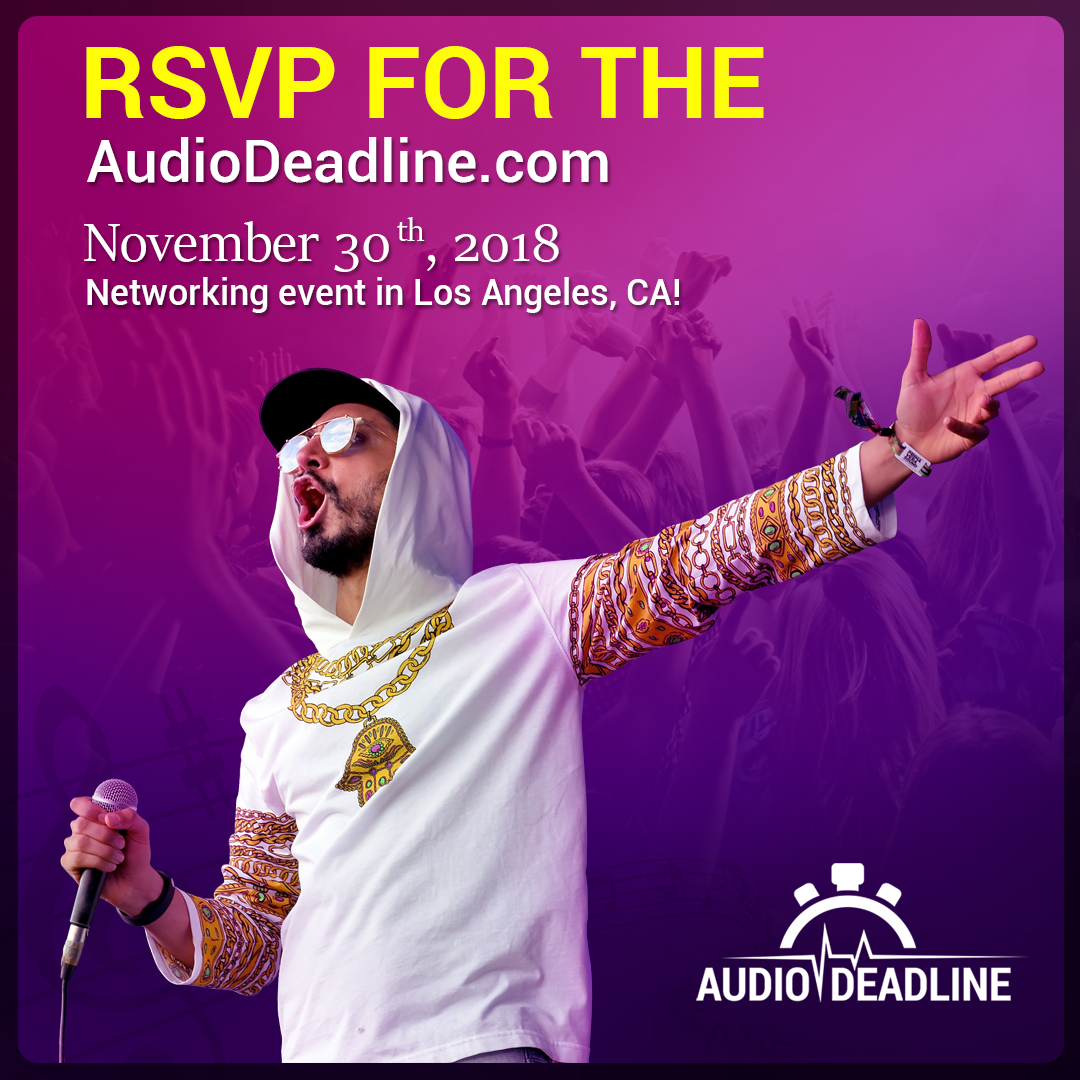 RSVP FOR THE
AudioDeadline.com
November 30th, 2018
Networking event in Los Angeles, CA!
AUDIO DEADLINE